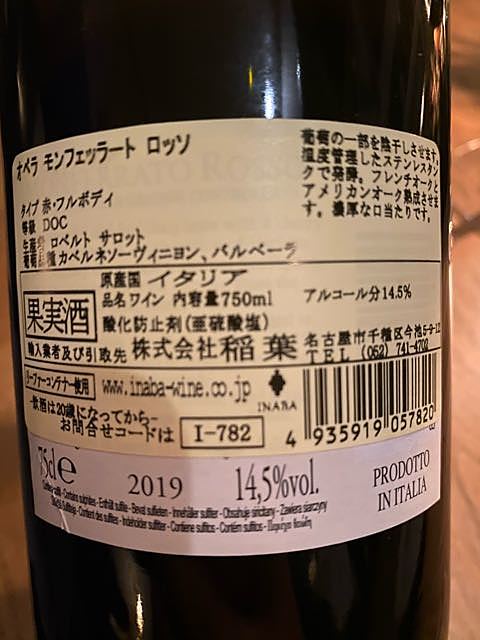 オペラ モンフェッラート ロッソ
タイプ 赤・フルボディ
等級 DOC
生産者 ロベルト サロット
葡萄品種 カベルネソーヴィニヨン、バルベーラ
葡萄の一部を陰干しさせます。
温度管理したステンレスタン
クで発酵。フレンチオークと
アメリカンオーク熟成させま
す。濃厚な口当たりです。
原産国 イタリア
品名 ワイン 内容量750ml アルコール分14.5%
果実酒
酸化防止剤(亜硫酸塩)
輸入業者及び引取先 株式会社 稲葉
名古屋市千種区今池5-9-12
TEL (052) 741-4702
リーファーコンテナー使用
www.inaba-wine.co.jp
INABA
-飲酒は20歳になってから-
お問合せコードは I-782
4 935919 057820
75cl e 2019 14,5%vol.
PRODOTTO
IN ITALIA